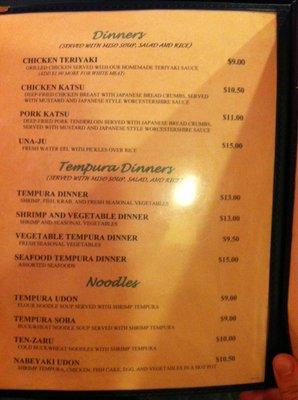 Dinners
(SERVED WITH MISO SOUP, SALAD AND RICE)
CHICKEN TERIYAKI $9.00
GRILLED CHICKEN SERVED WITH OUR HOMEMADE TERIYAKI SAUCE
(ADD $1.00 MORE FOR WHITE MEAT)
CHICKEN KATSU $10.50
DEEP-FRIED CHICKEN BREAST WITH JAPANESE BREAD CRUMBS, SERVED
WITH MUSTARD AND JAPANESE STYLE WORCESTERSHIRE SAUCE
PORK KATSU $11.00
DEEP-FRIED PORK TENDERLOIN SERVED WITH JAPANESE BREAD CRUMBS,
SERVED WITH MUSTARD AND JAPANESE STYLE WORCESTERSHIRE SAUCE
UNA-JU $15.00
FRESH WATER EEL WITH PICKLES OVER RICE
Tempura Dinners
(SERVED WITH MISO SOUP, SALAD, AND RICE)
TEMPURA DINNER $13.00
SHRIMP, FISH, KRAB, AND FRESH SEASONAL VEGETABLES
SHRIMP AND VEGETABLE DINNER $13.00
SHRIMP AND SEASONAL VEGETABLES
VEGETABLE TEMPURA DINNER $9.50
FRESH SEASONAL VEGETABLES
SEAFOOD TEMPURA DINNER $15.00
ASSORTED SEAFOODS
Noodles
TEMPURA UDON $9.00
FLOUR NOODLE SOUP SERVED WITH SHRIMP TEMPURA
TEMPURA SOBA $9.00
BUCKWHEAT NOODLE SOUP SERVED WITH SHRIMP TEMPURA
TEN-ZARU $10.00
COLD BUCKWHEAT NOODLES WITH SHRIMP TEMPURA
NABEYAKI UDON $10.50
SHRIMP TEMPURA, CHICKEN, FISH CAKE, EGG, AND VEGETABLES IN A HOT POT